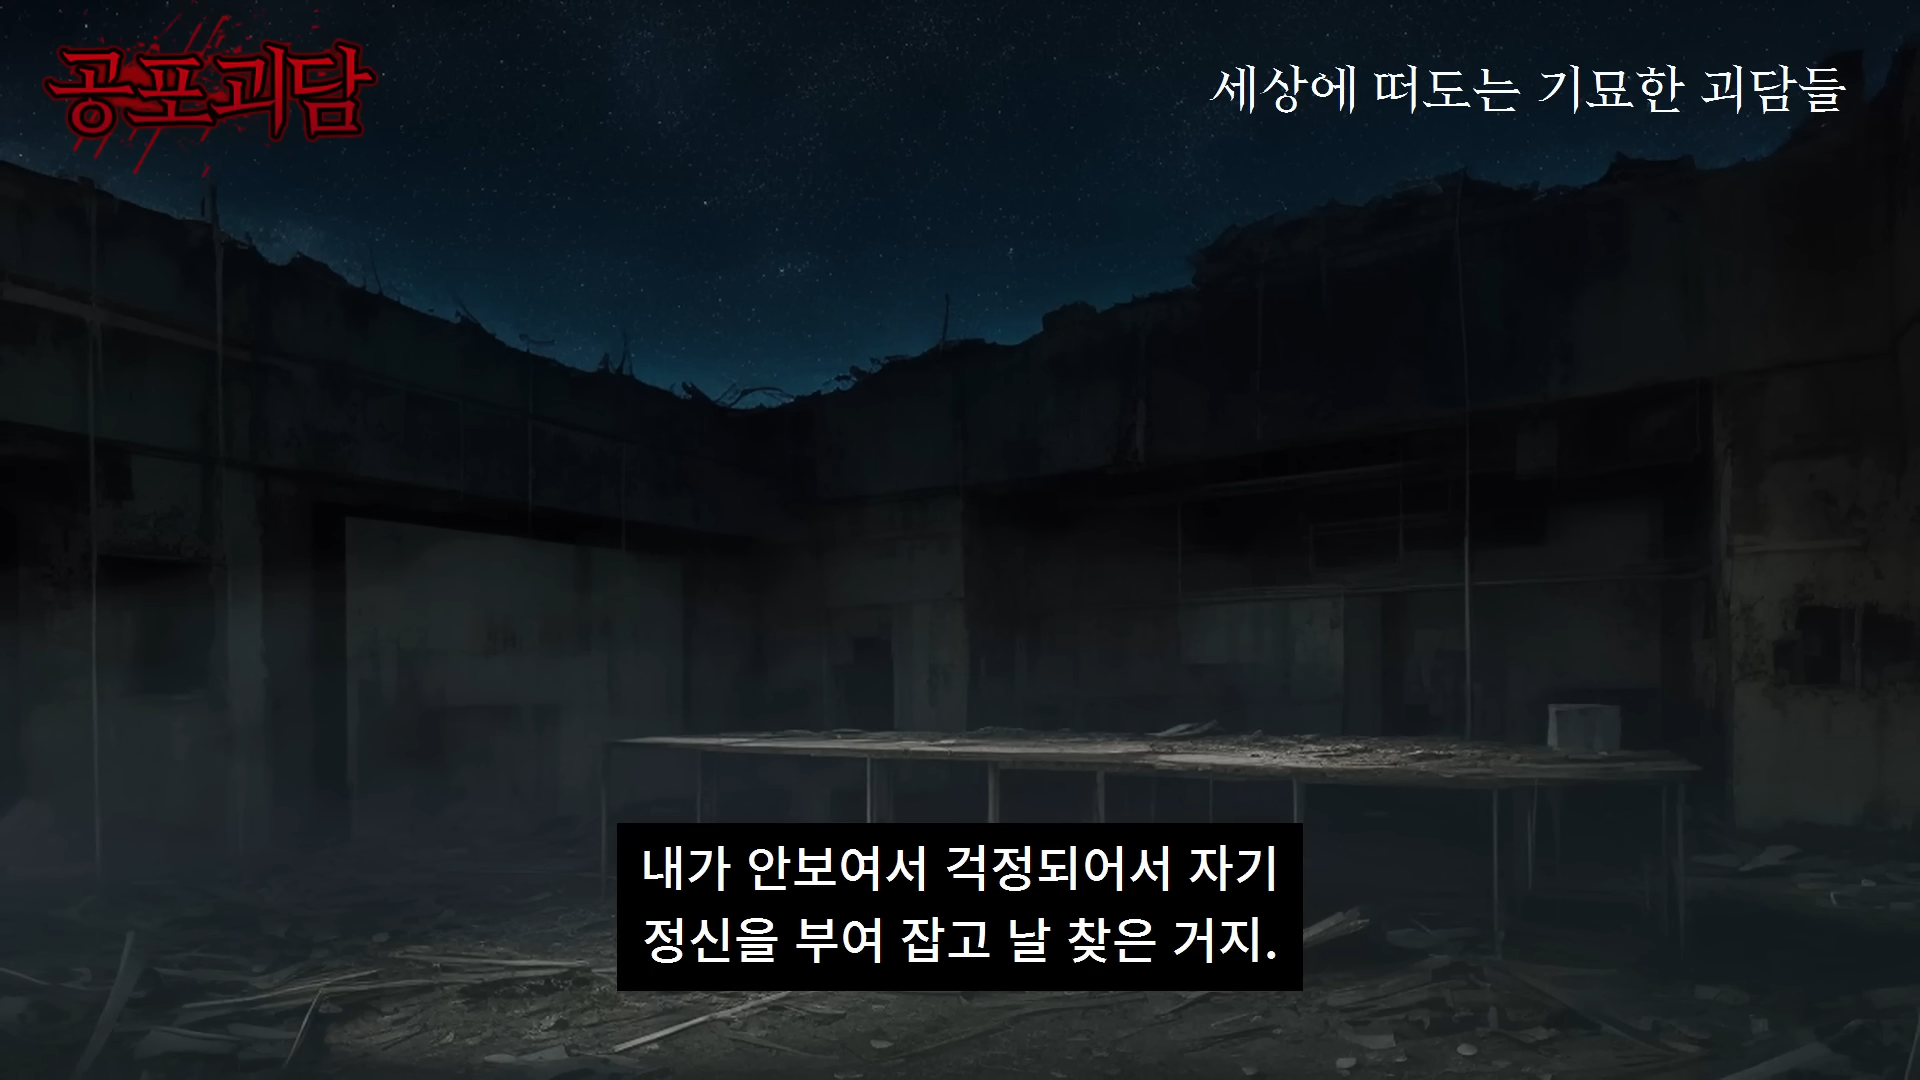 공포괴담
세상에 떠도는 기묘한 괴담들
내가 안보여서 걱정되어서 자기
정신을 부여 잡고 날 찾은 거지.